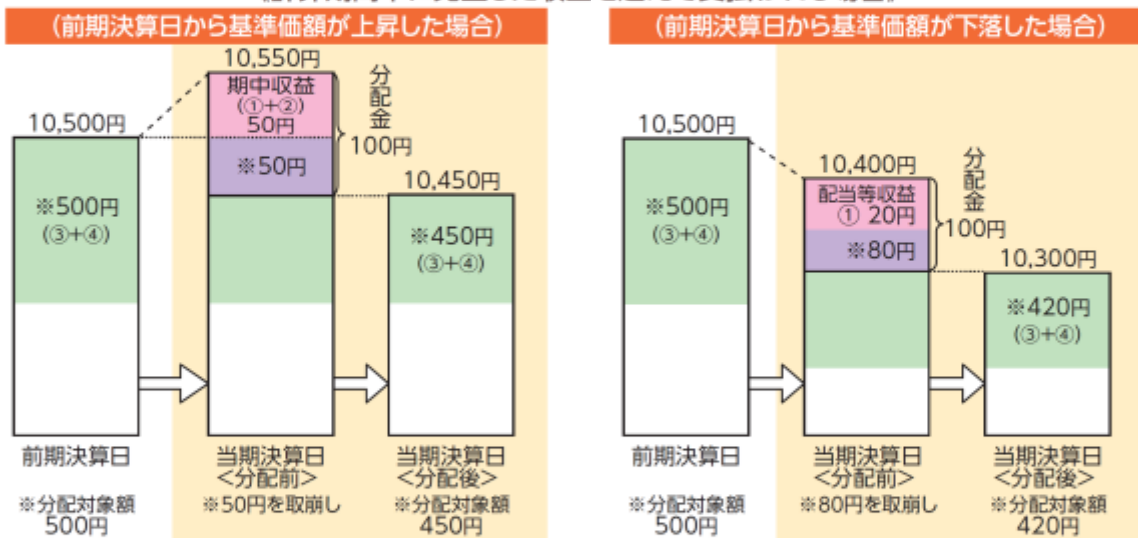 (前期決算日から基準価額が上昇した場合)
10,550円
期中収益
(①+②)
50円
※50円
分配金
100円
10,500円
※500円
(③+④)
10,450円
※450円
(③+④)
前期決算日
当期決算日
<分配前>
当期決算日
<分配後>
※分配対象額
500円
※50円を取崩し
※分配対象額
450円
(前期決算日から基準価額が下落した場合)
10,500円
※500円
(③+④)
10,400円
配当等収益
① 20円
※80円
分配金
100円
10,300円
※420円
(③+④)
前期決算日
当期決算日
<分配前>
当期決算日
<分配後>
※分配対象額
500円
※80円を取崩し
※分配対象額
420円